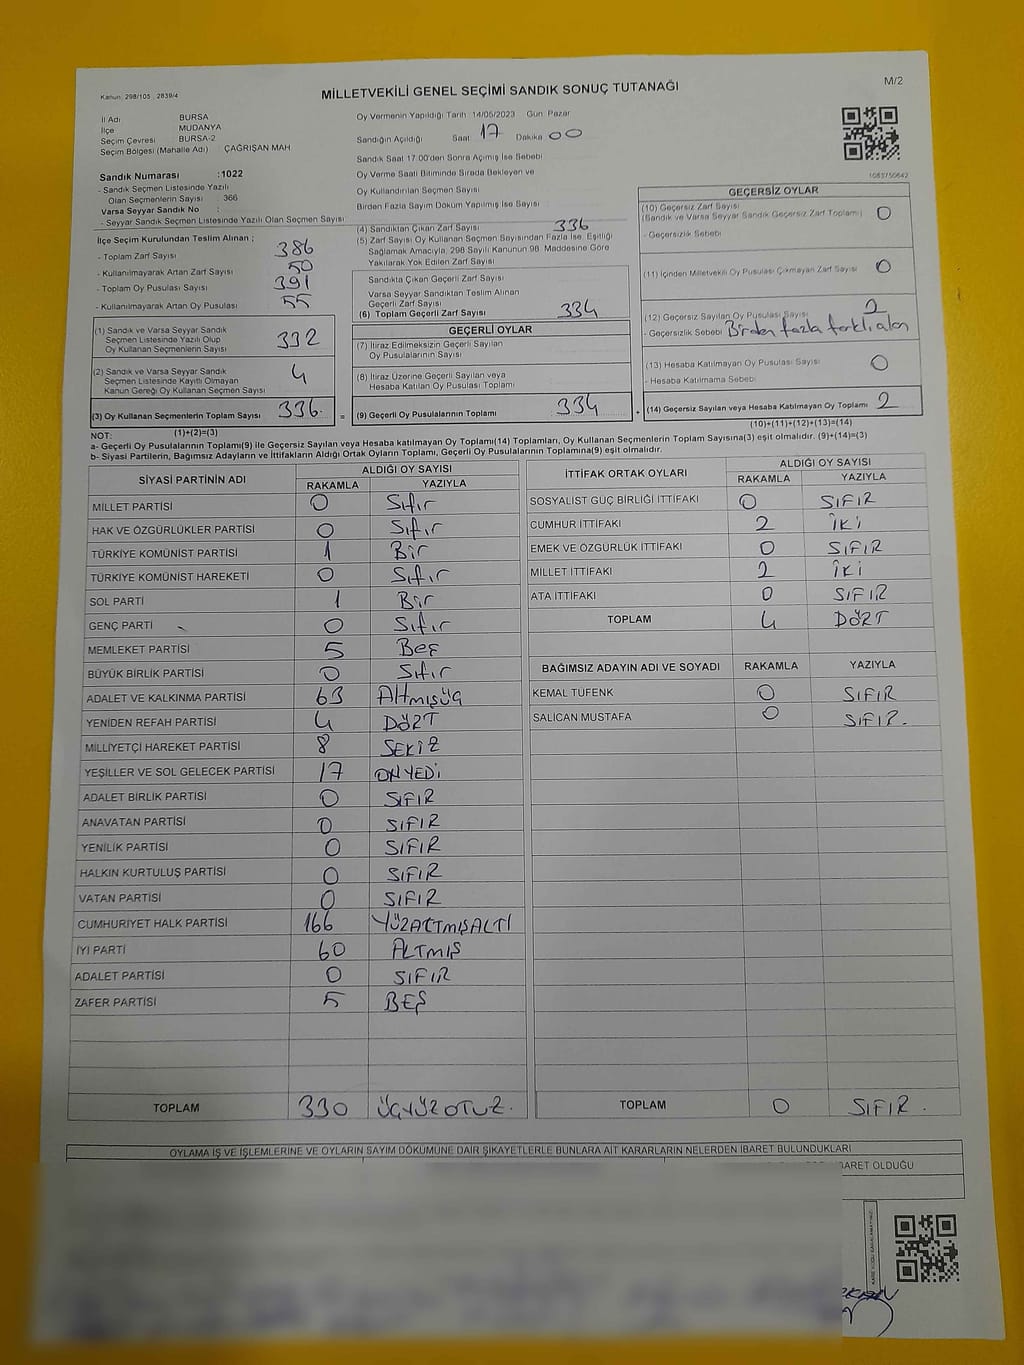 Kanun: 298/105 2839/4
MİLLETVEKİLİ GENEL SEÇİMİ SANDIK SONUÇ TUTANAĞI
M/2
İl Adı BURSA
İlçe MUDANYA
Seçim Çevresi BURSA-2
Seçim Bölgesi (Mahalle Adı) : ÇAĞRIŞAN MAH
Sandık Numarası :1022
- Sandık Seçmen Listesinde Yazılı
Olan Seçmenlerin Sayısı : 366
Varsa Seyyar Sandık No :
- Seyyar Sandık Seçmen Listesinde Yazılı Olan Seçmen Sayısı:
İlçe Seçim Kurulundan Teslim Alınan ;
- Toplam Zarf Sayısı 386
- Kullanılmayarak Artan Zarf Sayısı 50
- Toplam Oy Pusulası Sayısı 391
- Kullanılmayarak Artan Oy Pusulası 55
(1) Sandık ve Varsa Seyyar Sandık
Seçmen Listesinde Yazılı Olup
Oy Kullanan Seçmenlerin Sayısı 332
(2) Sandık ve Varsa Seyyar Sandık
Seçmen Listesinde Kayıtlı Olmayan
Kanun Gereği Oy Kullanan Seçmen Sayısı 4
(3) Oy Kullanan Seçmenlerin Toplam Sayısı 336.
(1)+(2)=(3)
Oy Vermenin Yapıldığı Tarih 14/05/2023 Gün: Pazar
Sandığın Açıldığı Saat 17 Dakika 00
Sandık Saat 17:00'den Sonra Açılmış İse Sebebi
Oy Verme Saati Bitiminde Sırada Bekleyen ve
Oy Kullandırılan Seçmen Sayısı
Birden Fazla Sayım Döküm Yapılmış İse Sayısı :
(4) Sandıktan Çıkan Zarf Sayısı 336
(5) Zarf Sayısı Oy Kullanan Seçmen Sayısından Fazla İse, Eşitliği
Sağlamak Amacıyla, 298 Sayılı Kanunun 98. Maddesine Göre
Yakılarak Yok Edilen Zarf Sayısı
Sandıkta Çıkan Geçerli Zarf Sayısı
Varsa Seyyar Sandıktan Teslim Alınan
Geçerli Zarf Sayısı
(6) Toplam Geçerli Zarf Sayısı 334
GEÇERLİ OYLAR
(7) İtiraz Edilmeksizin Geçerli Sayılan
Oy Pusulalarının Sayısı
(8) İtiraz Üzerine Geçerli Sayılan veya
Hesaba Katılan Oy Pusulası Toplamı
= (9) Geçerli Oy Pusulalarının Toplamı 334 +
1083750642
GEÇERSİZ OYLAR
(10) Geçersiz Zarf Sayısı
(Sandık ve Varsa Seyyar Sandık Geçersiz Zarf Toplamı) 0
- Geçersizlik Sebebi
(11) İçinden Milletvekili Oy Pusulası Çıkmayan Zarf Sayısı 0
(12) Geçersiz Sayılan Oy Pusulası Sayısı 2
- Geçersizlik Sebebi Birden fazla farklı alan
(13) Hesaba Katılmayan Oy Pusulası Sayısı 0
- Hesaba Katılmama Sebebi
(14) Geçersiz Sayılan veya Hesaba Katılmayan Oy Toplamı 2
(10)+(11)+(12)+(13)=(14)
NOT:
a- Geçerli Oy Pusulalarının Toplamı(9) ile Geçersiz Sayılan veya Hesaba katılmayan Oy Toplamı(14) Toplamları, Oy Kullanan Seçmenlerin Toplam Sayısına(3) eşit olmalıdır. (9)+(14)=(3)
b- Siyasi Partilerin, Bağımsız Adayların ve İttifakların Aldığı Ortak Oyların Toplamı, Geçerli Oy Pusulalarının Toplamına(9) eşit olmalıdır.
SİYASİ PARTİNİN ADI ALDIĞI OY SAYISI
RAKAMLA YAZIYLA
MİLLET PARTİSİ 0 Sıfır
HAK VE ÖZGÜRLÜKLER PARTİSİ 0 Sıfır
TÜRKİYE KOMÜNİST PARTİSİ 1 Bir
TÜRKİYE KOMÜNİST HAREKETİ 0 Sıfır
SOL PARTİ 1 Bir
GENÇ PARTİ 0 Sıfır
MEMLEKET PARTİSİ 5 Beş
BÜYÜK BİRLİK PARTİSİ 0 Sıfır
ADALET VE KALKINMA PARTİSİ 63 Altmışüç
YENİDEN REFAH PARTİSİ 4 DÖRT
MİLLİYETÇİ HAREKET PARTİSİ 8 SEKİZ
YEŞİLLER VE SOL GELECEK PARTİSİ 17 ONYEDİ
ADALET BİRLİK PARTİSİ 0 SIFIR
ANAVATAN PARTİSİ 0 SIFIR
YENİLİK PARTİSİ 0 SIFIR
HALKIN KURTULUŞ PARTİSİ 0 SIFIR
VATAN PARTİSİ 0 SIFIR
CUMHURİYET HALK PARTİSİ 166 YÜZALTMIŞALTI
İYİ PARTİ 60 ALTMIŞ
ADALET PARTİSİ 0 SIFIR
ZAFER PARTİSİ 5 BEŞ
TOPLAM 330 ÜÇYÜZOTUZ.
İTTİFAK ORTAK OYLARI ALDIĞI OY SAYISI
RAKAMLA YAZIYLA
SOSYALİST GÜÇ BİRLİĞİ İTTİFAKI 0 SIFIR
CUMHUR İTTİFAKI 2 İKİ
EMEK VE ÖZGÜRLÜK İTTİFAKI 0 SIFIR
MİLLET İTTİFAKI 2 İKİ
ATA İTTİFAKI 0 SIFIR
TOPLAM 4 DÖRT
BAĞIMSIZ ADAYIN ADI VE SOYADI RAKAMLA YAZIYLA
KEMAL TÜFENK 0 SIFIR
SALİCAN MUSTAFA 0 SIFIR.
TOPLAM 0 SIFIR.
OYLAMA İŞ VE İŞLEMLERİNE VE OYLARIN SAYIM DÖKÜMÜNE DAİR ŞİKAYETLERLE BUNLARA AİT KARARLARIN NELERDEN İBARET BULUNDUKLARI
BARET OLDUĞU